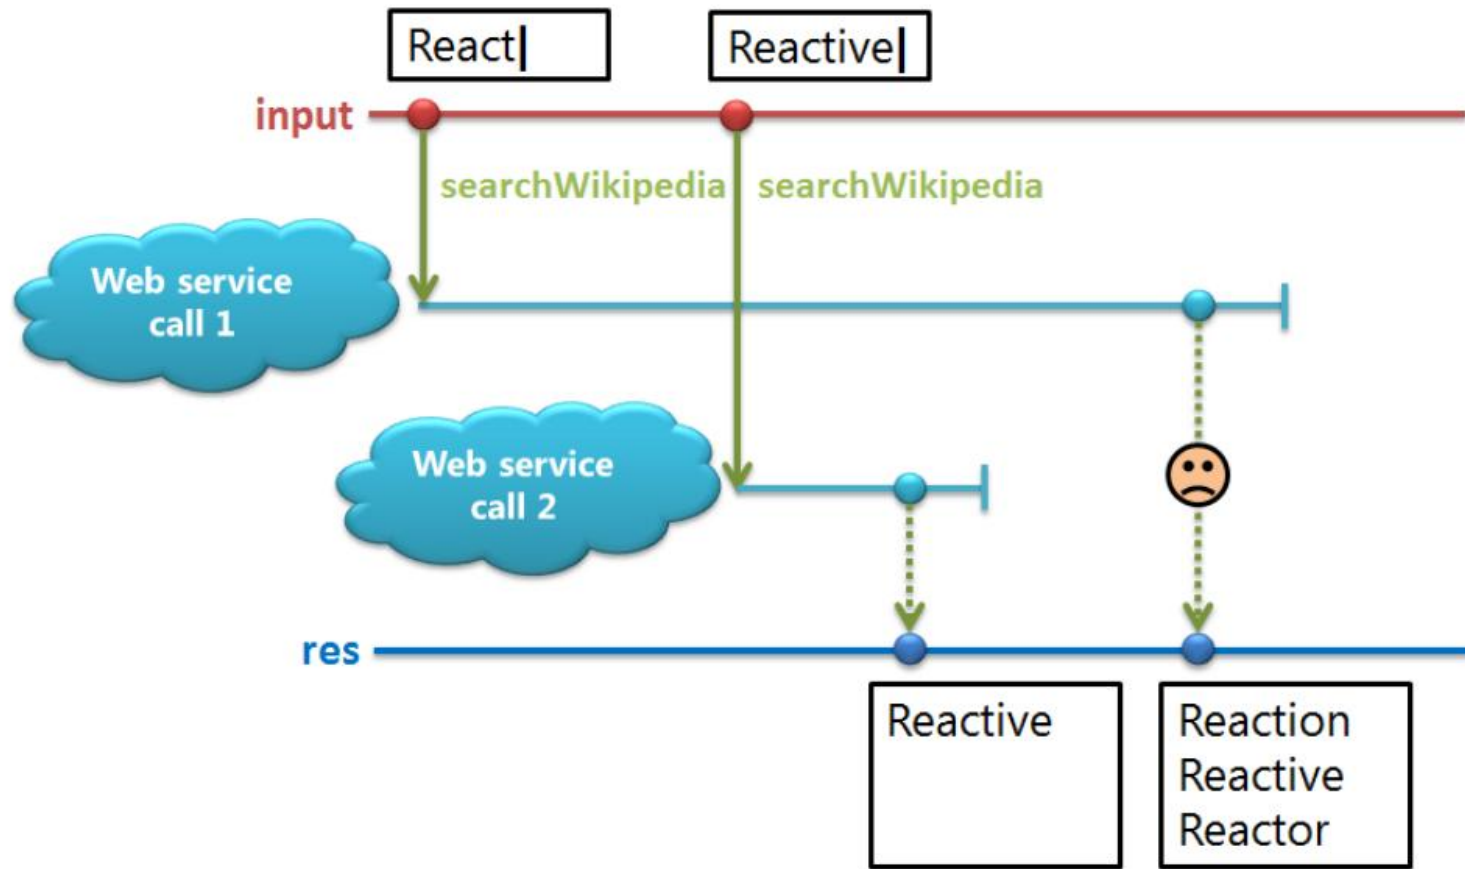 React|
Reactive|
input
searchWikipedia
searchWikipedia
Web service
call 1
Web service
call 2
res
Reactive
Reaction
Reactive
Reactor